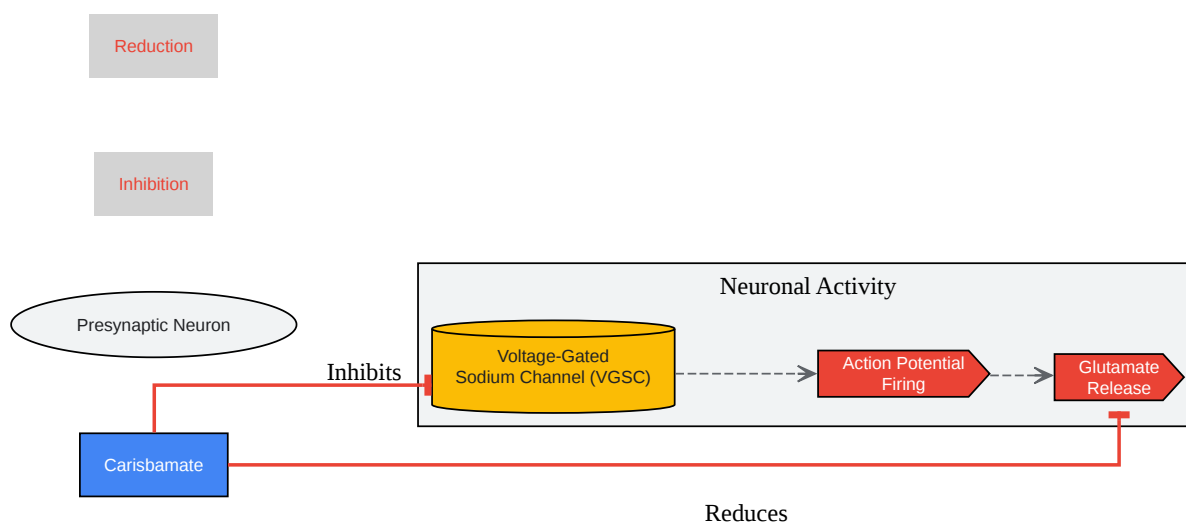 Reduction
Inhibition
Neuronal Activity
Presynaptic Neuron
Voltage-Gated
Sodium Channel (VGSC)
Action Potential
Firing
Glutamate
Release
Inhibits
Carisbamate
Reduces